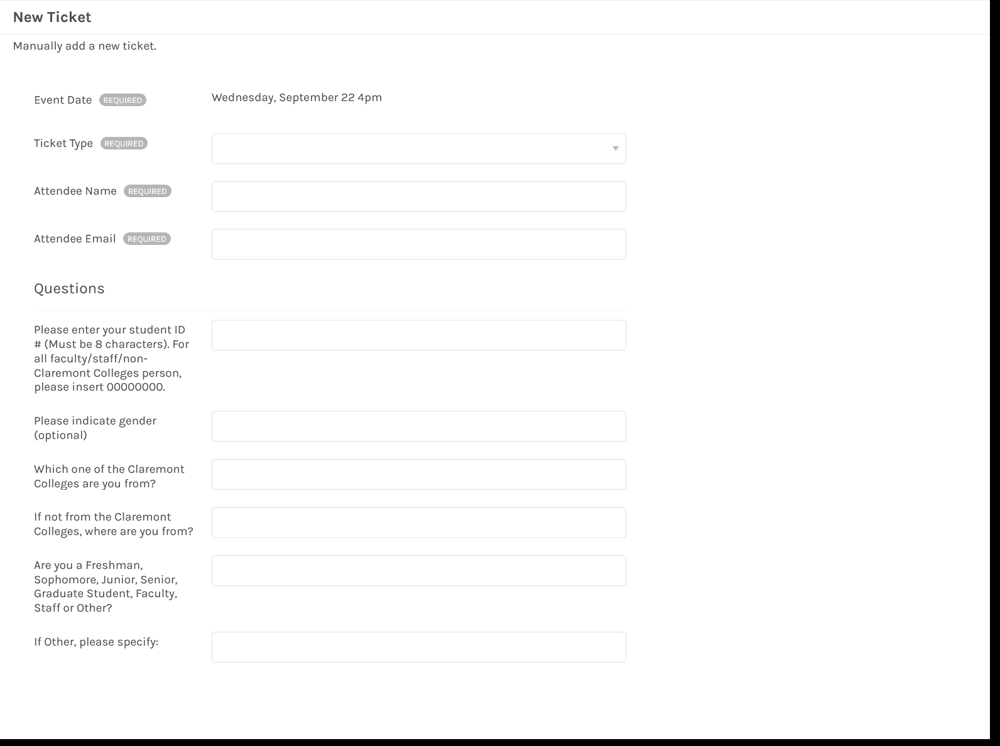 New Ticket
Manually add a new ticket.
Event Date REQUIRED Wednesday, September 22 4pm
Ticket Type REQUIRED
Attendee Name REQUIRED
Attendee Email REQUIRED
Questions
Please enter your student ID
# (Must be 8 characters). For
all faculty/staff/non-
Claremont Colleges person,
please insert 00000000.
Please indicate gender
(optional)
Which one of the Claremont
Colleges are you from?
If not from the Claremont
Colleges, where are you from?
Are you a Freshman,
Sophomore, Junior, Senior,
Graduate Student, Faculty,
Staff or Other?
If Other, please specify: